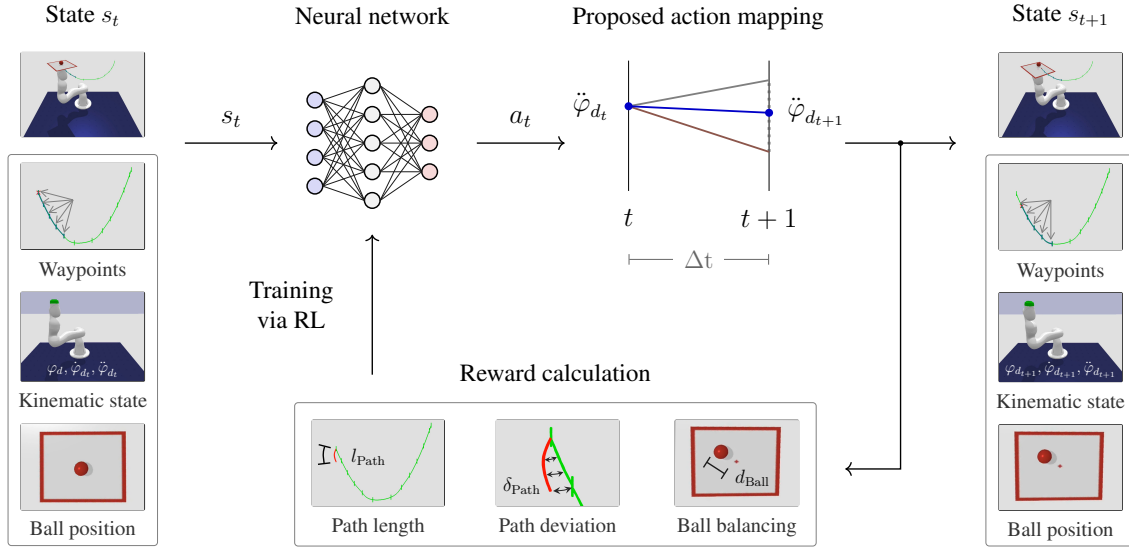 State $s_t$
Neural network
Proposed action mapping
State $s_{t+1}$
$s_t$
$a_t$
$\ddot{\varphi}_{d_t}$
$\ddot{\varphi}_{d_{t+1}}$
$t$
$t+1$
Δt
Waypoints
$\varphi_d, \dot{\varphi}_{d_t}, \ddot{\varphi}_{d_t}$
Kinematic state
Ball position
Training
via RL
Reward calculation
$l_{\text{Path}}$
Path length
$\delta_{\text{Path}}$
Path deviation
$d_{\text{Ball}}$
Ball balancing
Waypoints
$\varphi_{d_{t+1}}, \dot{\varphi}_{d_{t+1}}, \ddot{\varphi}_{d_{t+1}}$
Kinematic state
Ball position